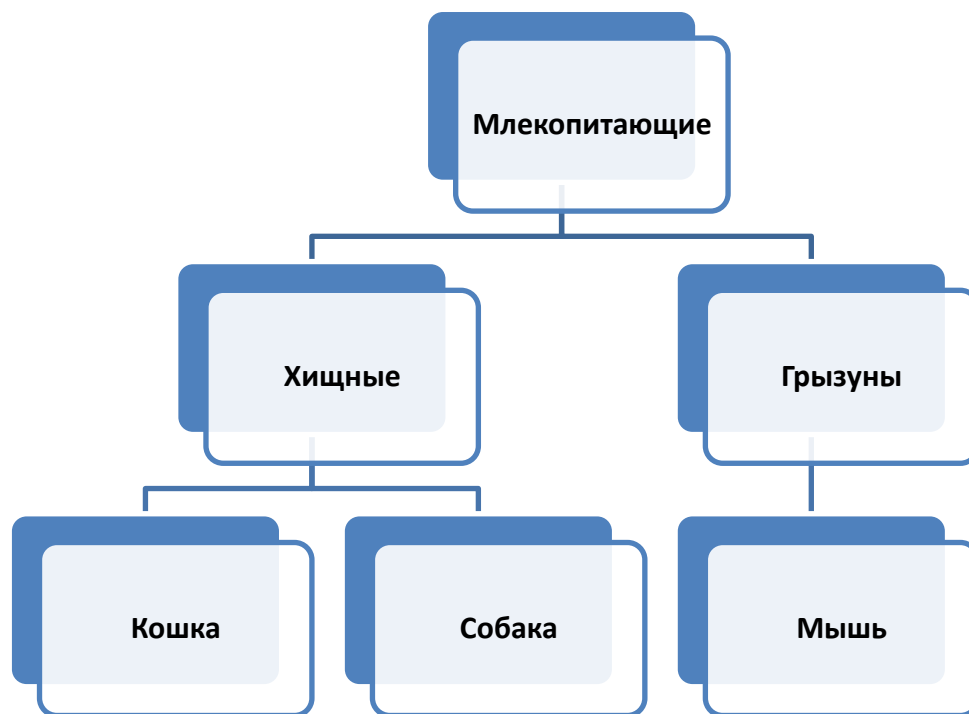 Млекопитающие
Хищные
Грызуны
Кошка
Собака
Мышь